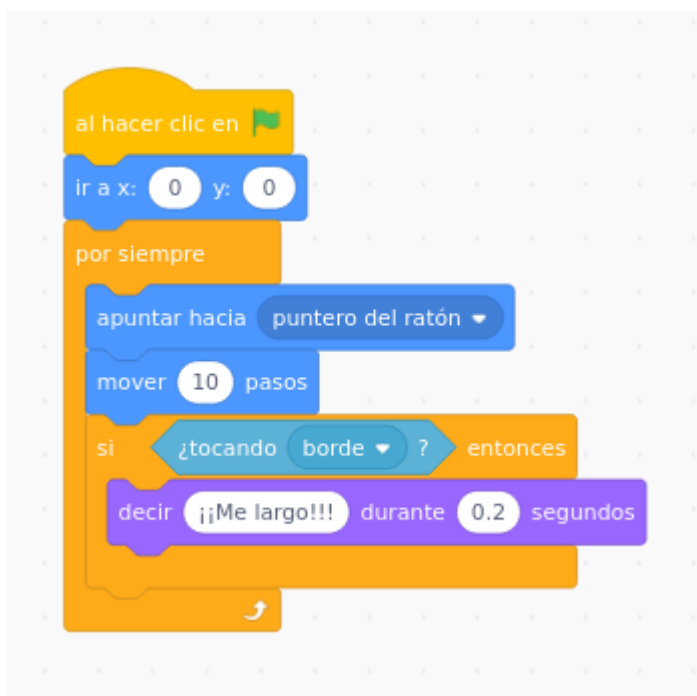 al hacer clic en
ir a x: 0 y: 0
por siempre
apuntar hacia puntero del ratón
mover 10 pasos
si ¿tocando borde ? entonces
decir ¡¡Me largo!!! durante 0.2 segundos